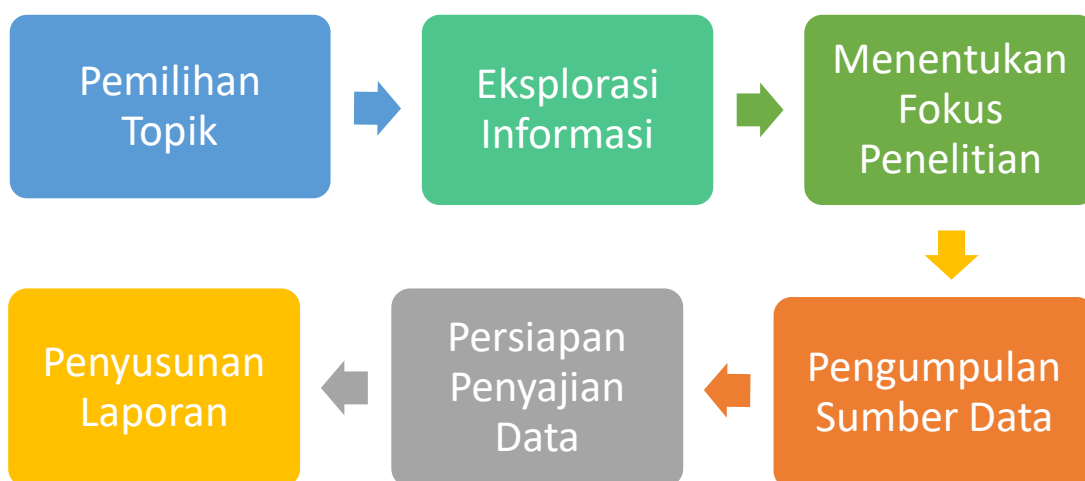 Pemilihan
Topik
Eksplorasi
Informasi
Menentukan
Fokus
Penelitian
Pengumpulan
Sumber Data
Persiapan
Penyajian
Data
Penyusunan
Laporan